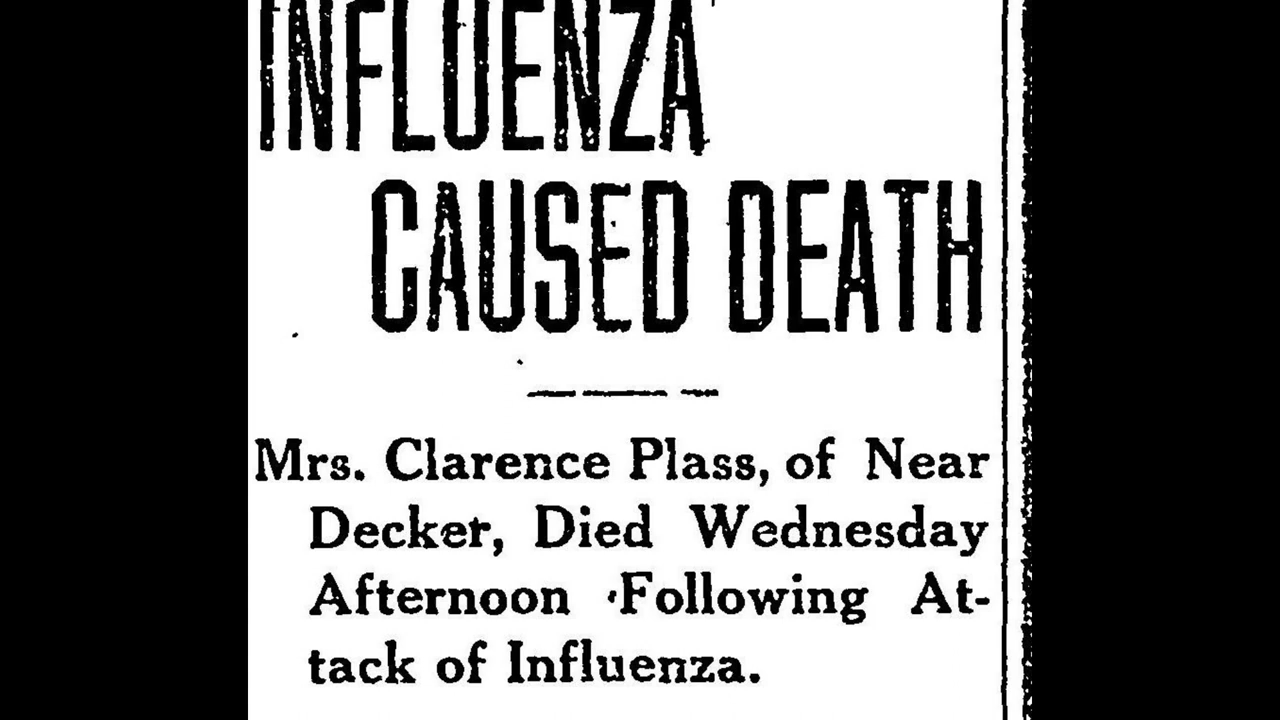 INFLUENZA
CAUSED DEATH
Mrs. Clarence Plass, of Near
Decker, Died Wednesday
Afternoon Following At-
tack of Influenza.